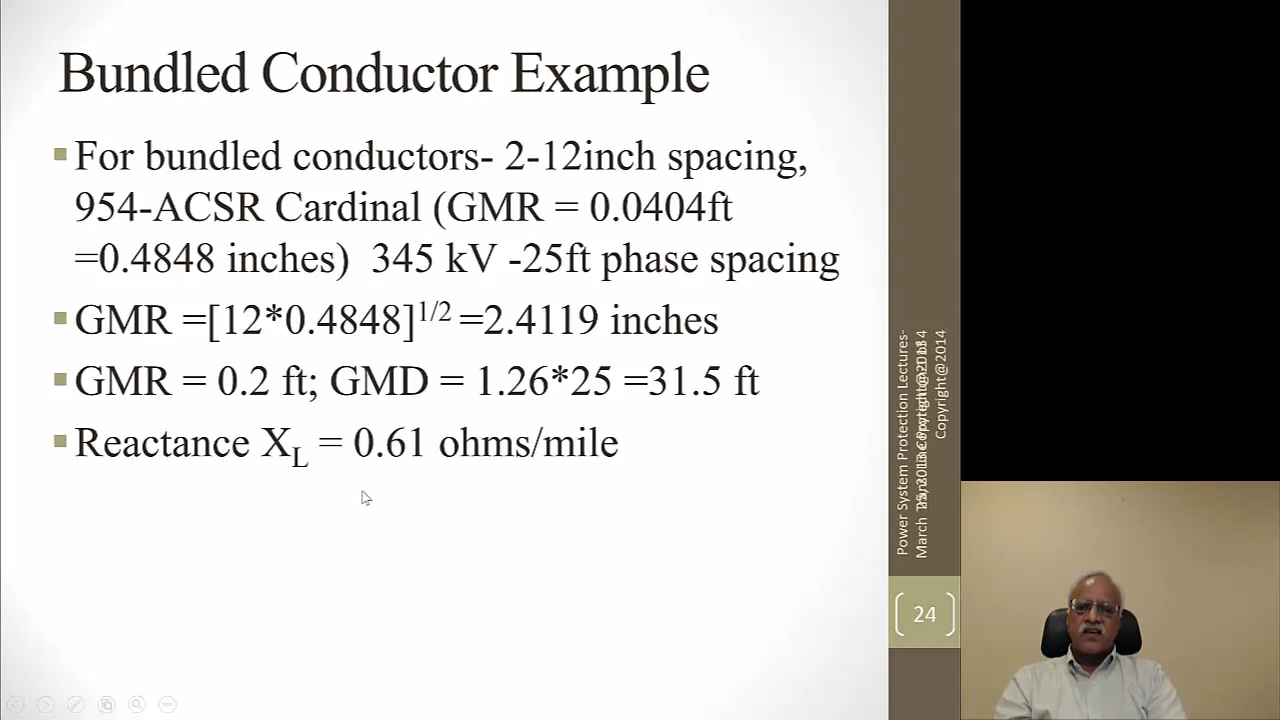 Bundled Conductor Example
For bundled conductors- 2-12inch spacing,
954-ACSR Cardinal (GMR = 0.0404ft
=0.4848 inches)  345 kV -25ft phase spacing
GMR =[12*0.4848]^1/2 =2.4119 inches
GMR = 0.2 ft; GMD = 1.26*25 =31.5 ft
Reactance X_L = 0.61 ohms/mile
Power System Protection Lectures-
March
Copyright@2014
24